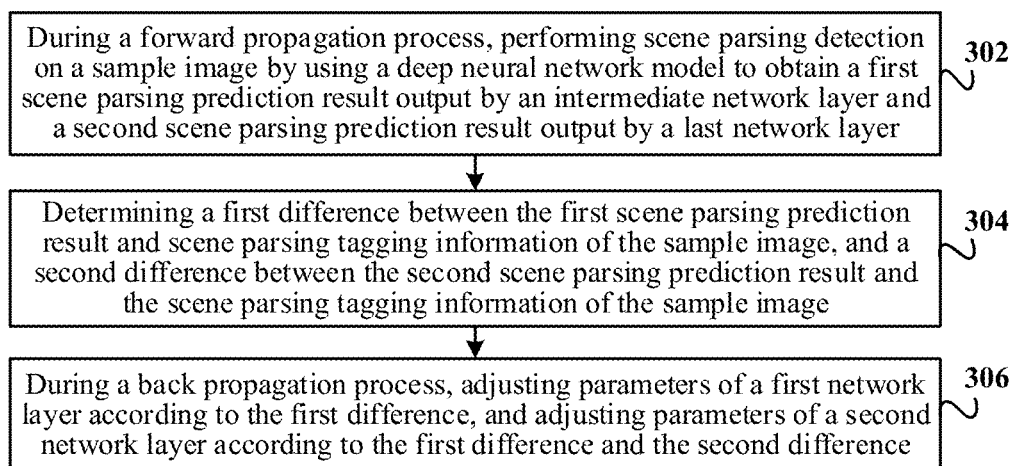 During a forward propagation process, performing scene parsing detection
on a sample image by using a deep neural network model to obtain a first
scene parsing prediction result output by an intermediate network layer and
a second scene parsing prediction result output by a last network layer
302
Determining a first difference between the first scene parsing prediction
result and scene parsing tagging information of the sample image, and a
second difference between the second scene parsing prediction result and
the scene parsing tagging information of the sample image
304
During a back propagation process, adjusting parameters of a first network
layer according to the first difference, and adjusting parameters of a second
network layer according to the first difference and the second difference
306